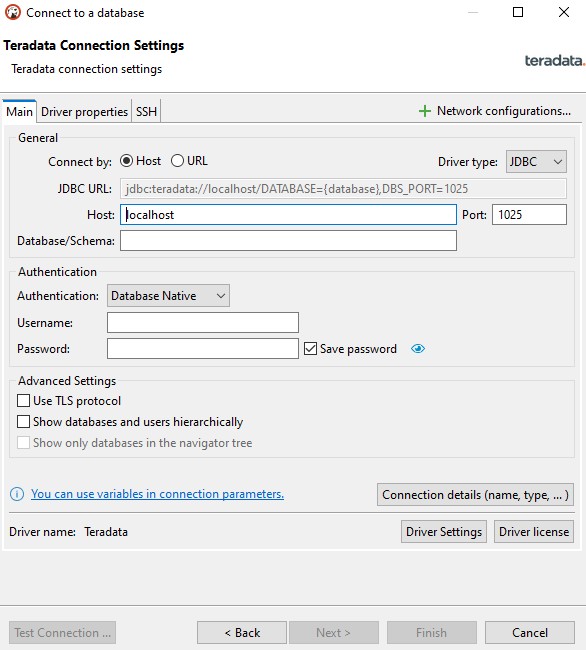 Connect to a database
Teradata Connection Settings
Teradata connection settings
teradata.
Main Driver properties SSH Network configurations...
General
Connect by: Host URL Driver type: JDBC
JDBC URL: jdbc:teradata://localhost/DATABASE={database},DBS_PORT=1025
Host: localhost Port: 1025
Database/Schema:
Authentication
Authentication: Database Native
Username:
Password: Save password
Advanced Settings
Use TLS protocol
Show databases and users hierarchically
Show only databases in the navigator tree
You can use variables in connection parameters. Connection details (name, type, ... )
Driver name: Teradata Driver Settings Driver license
Test Connection ... < Back Next > Finish Cancel